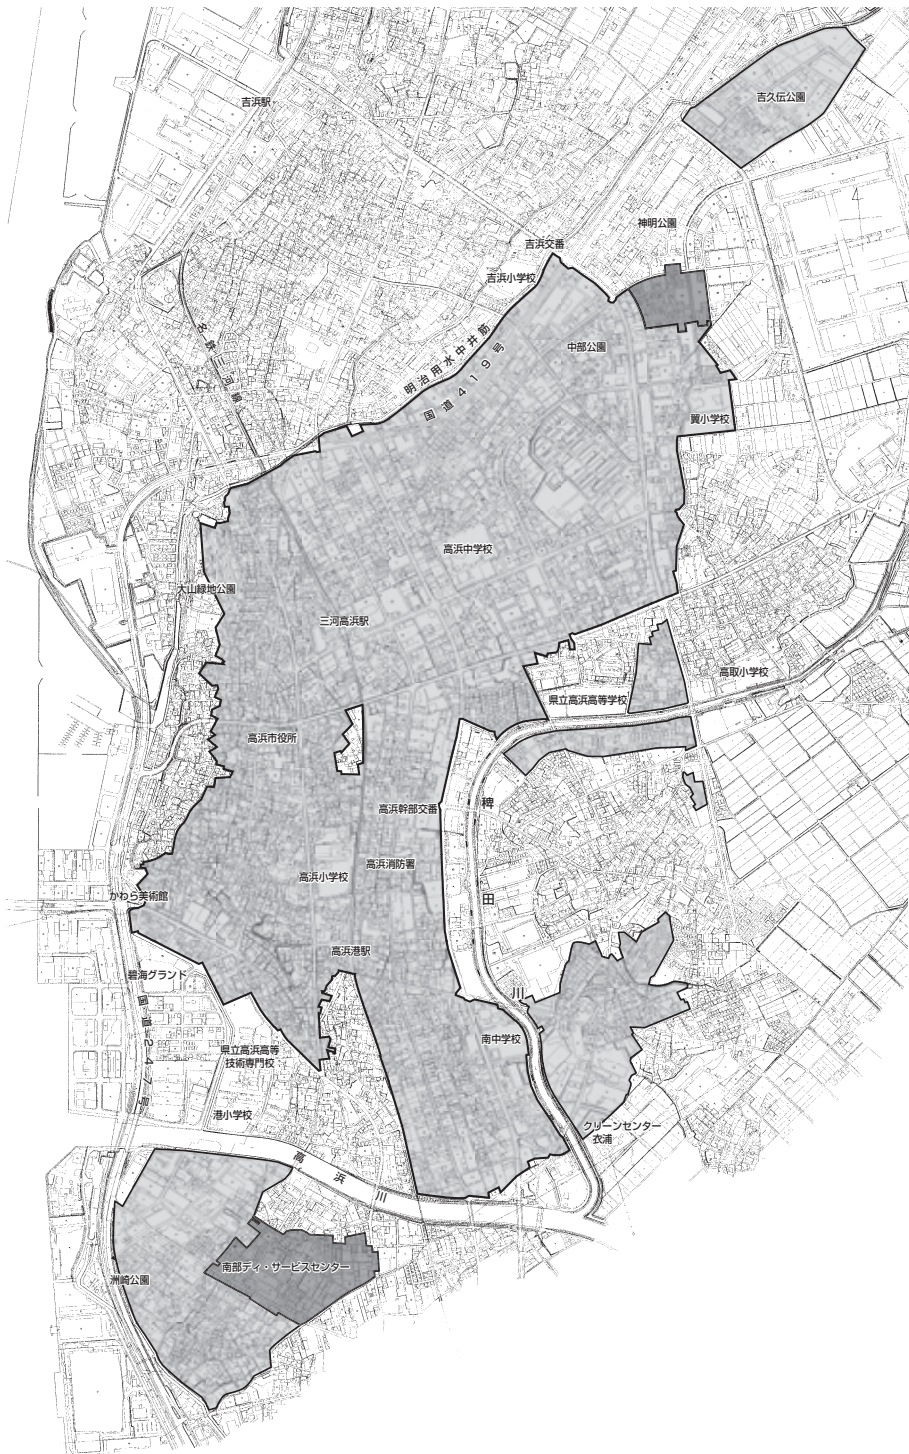 吉久伝公園
吉浜駅
神明公園
吉浜交番
吉浜小学校
名鉄三河線
明治用水中井筋
国道419号
中部公園
翼小学校
高浜中学校
大山緑地公園
三河高浜駅
高取小学校
県立高浜高等学校
高浜市役所
稗田川
高浜幹部交番
高浜消防署
高浜小学校
かわら美術館
高浜港駅
碧海グランド
国道247号
南中学校
県立高浜高等
技術専門校
港小学校
クリーンセンター
衣浦
高浜川
南部デイ・サービスセンター
洲崎公園